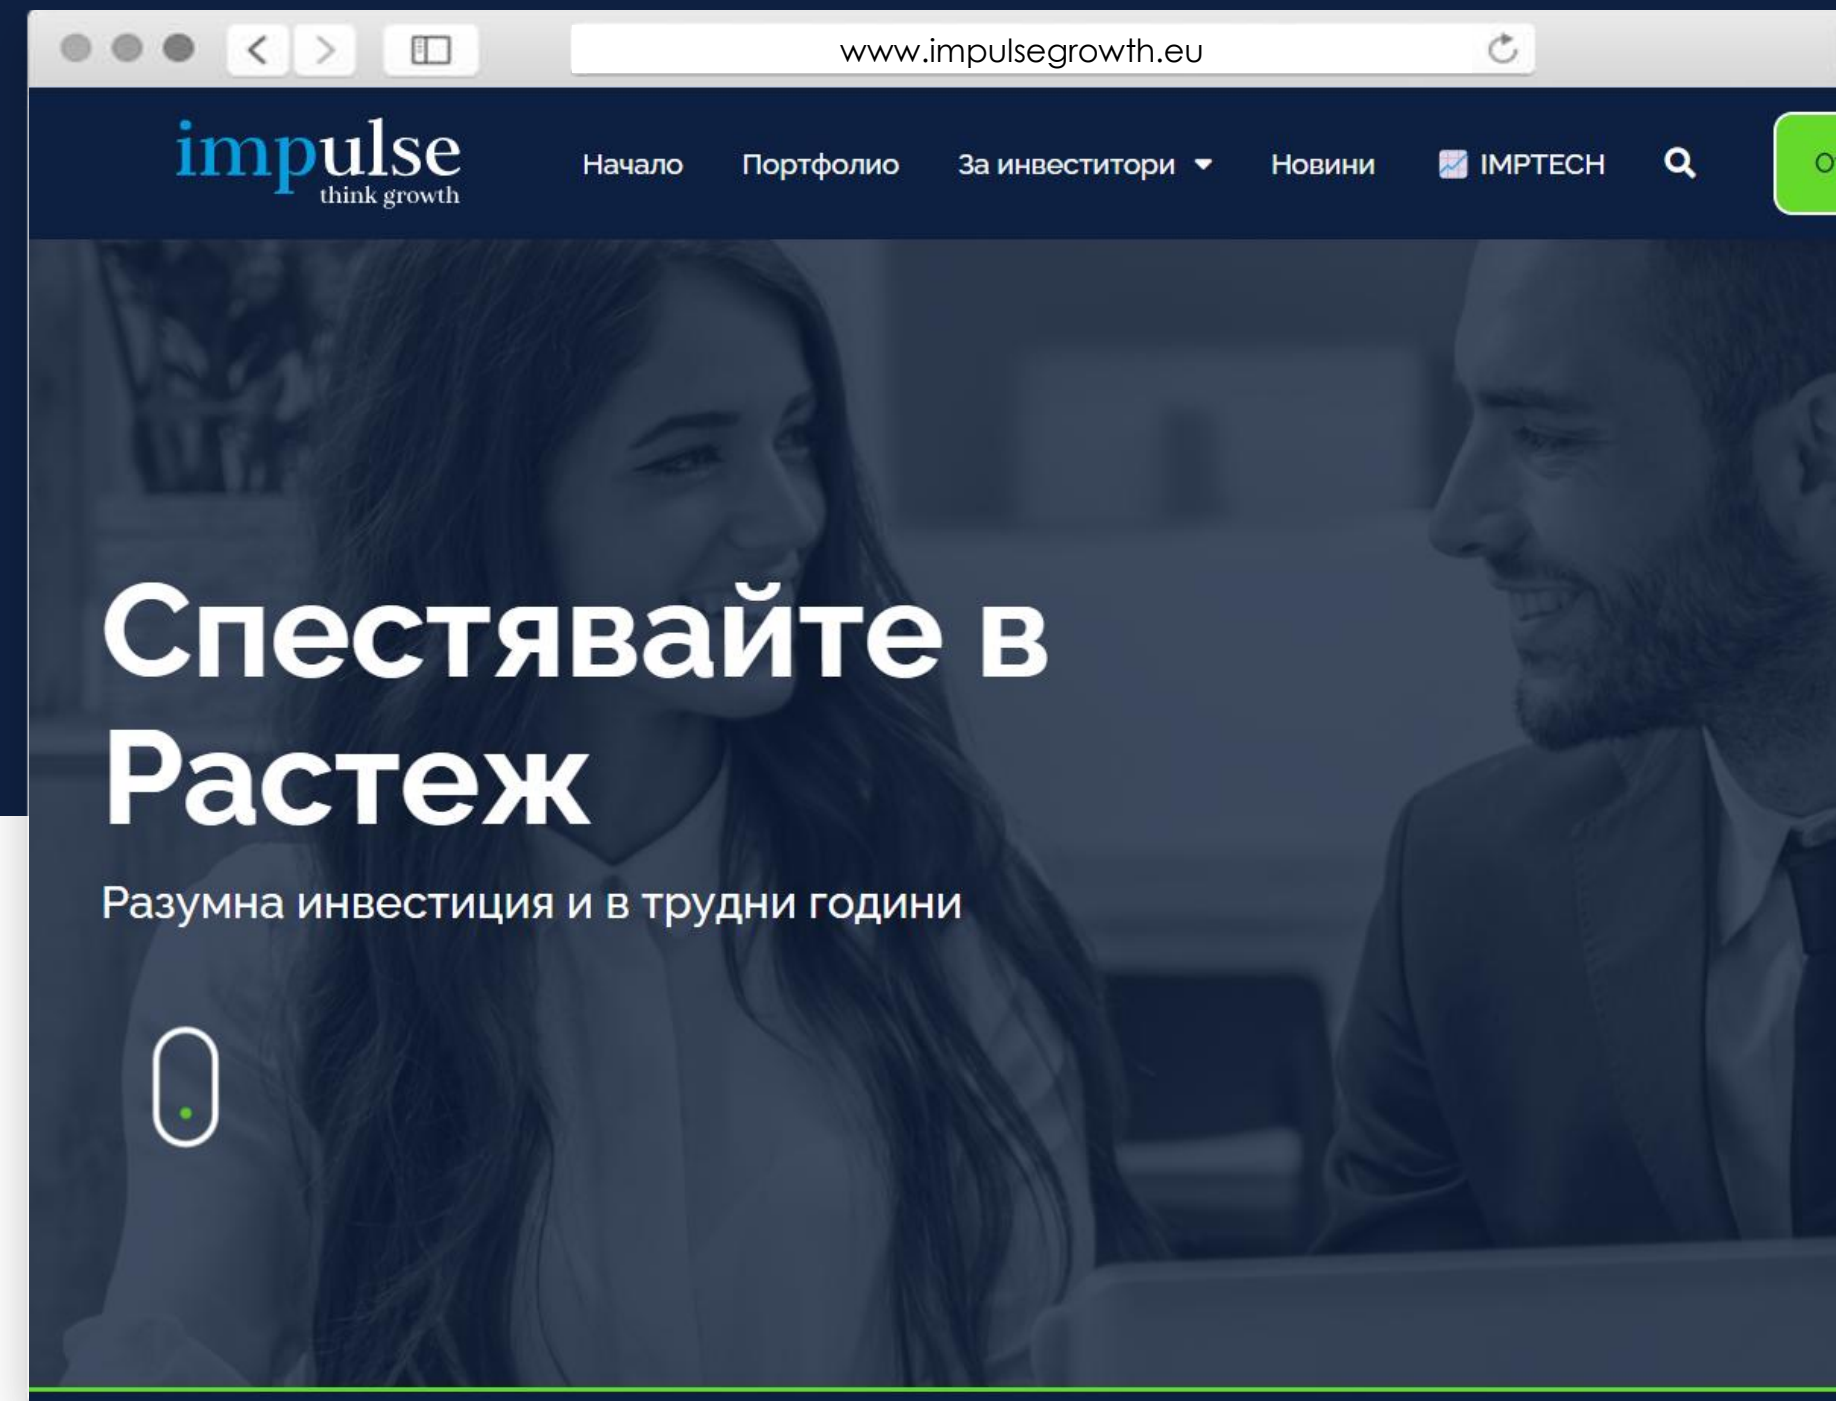 www.impulsegrowth.eu
impulse
think growth
Начало Портфолио За инвеститори Новини IMPTECH
Спестявайте в
Растеж
Разумна инвестиция и в трудни години